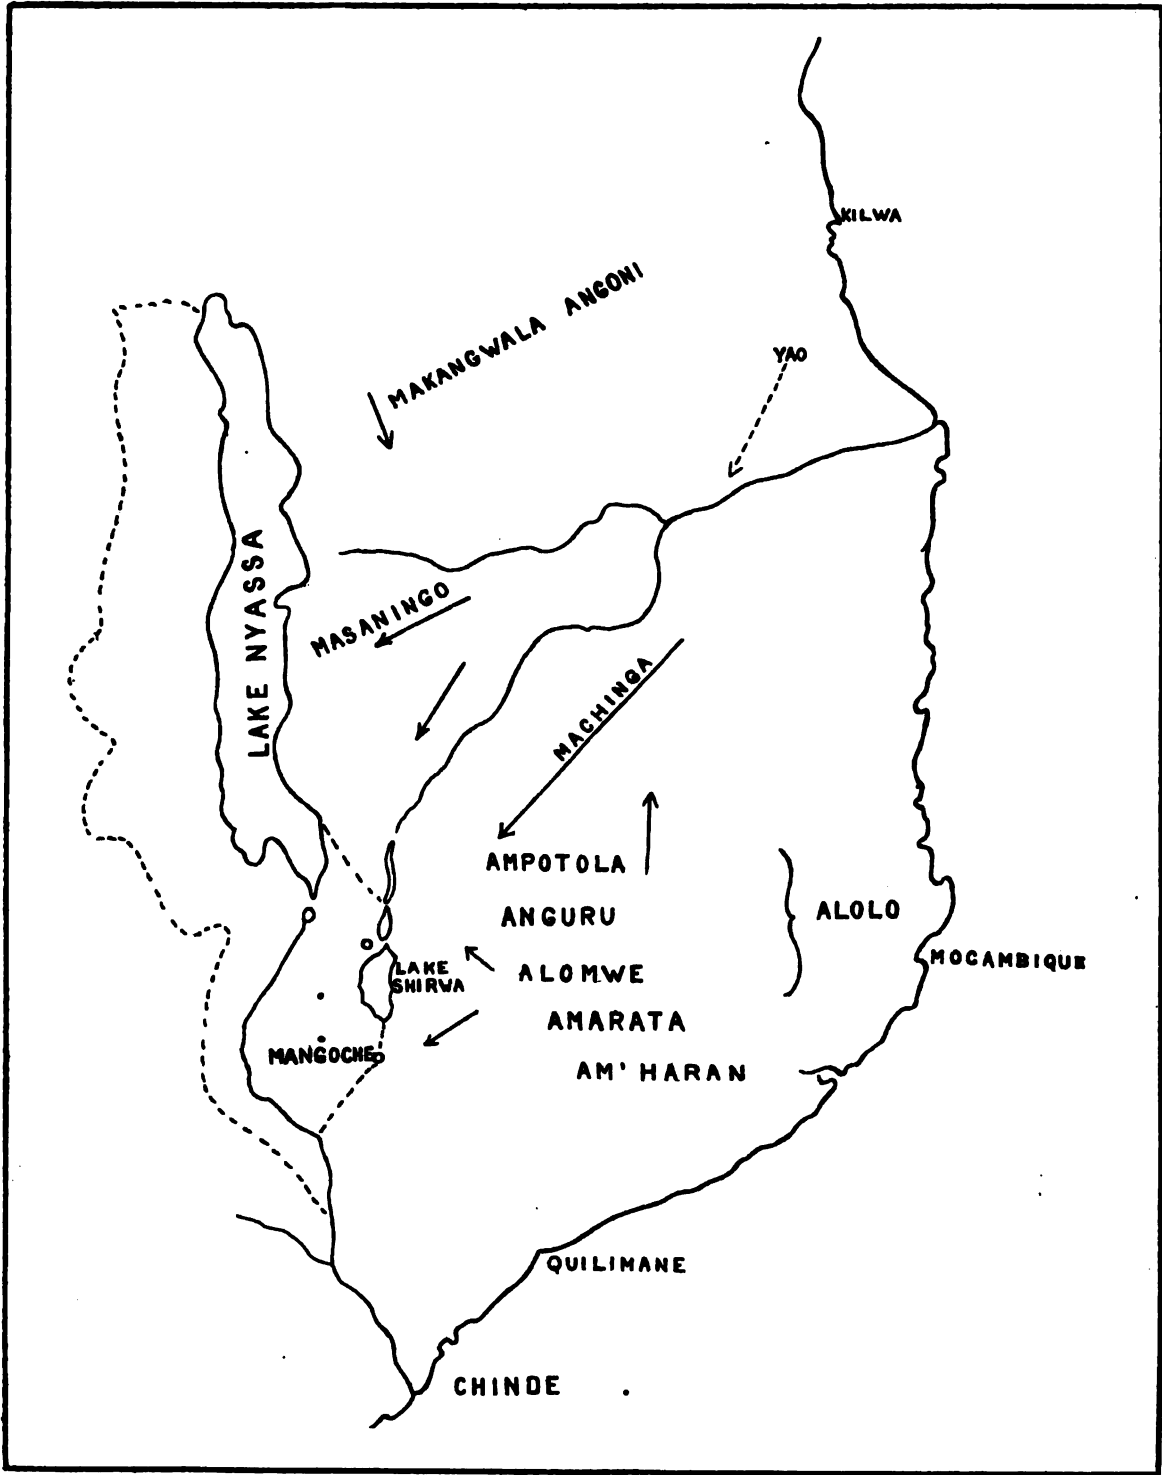 KILWA
MAKANGWALA ANGONI
YAO
LAKE NYASSA
MASANINGO
MACHINGA
AMPOTOLA
ANGURU
ALOLO
MOCAMBIQUE
LAKE
SHIRWA
ALOMWE
AMARATA
MANGOCHE
AM' HARAN
QUILIMANE
CHINDE